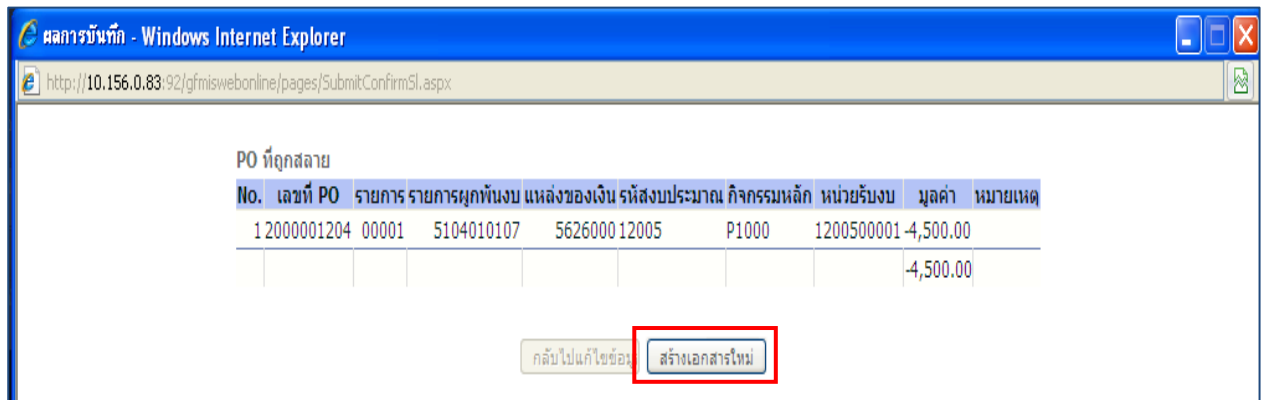 ผลการบันทึก - Windows Internet Explorer
http://10.156.0.83:92/gfmiswebonline/pages/SubmitConfirmSl.aspx
PO ที่ถูกสลาย
No. เลขที่ PO รายการ รายการผูกพันงบ แหล่งของเงิน รหัสงบประมาณ กิจกรรมหลัก หน่วยรับงบ มูลค่า หมายเหตุ
1 2000001204 00001 5104010107 5626000 12005 P1000 1200500001 -4,500.00
-4,500.00
กลับไปแก้ไขข้อมู สร้างเอกสารใหม่